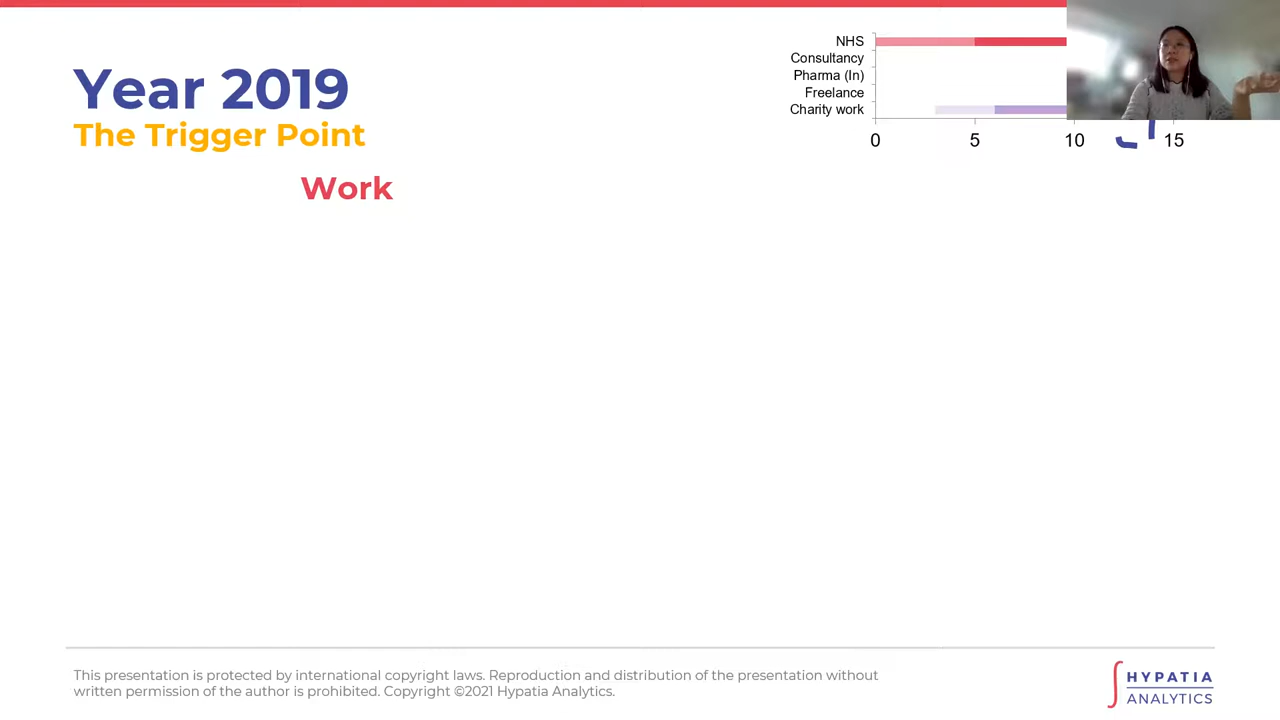 Year 2019
The Trigger Point
Work
NHS
Consultancy
Pharma (In)
Freelance
Charity work
0 5 10 15
This presentation is protected by international copyright laws. Reproduction and distribution of the presentation without
written permission of the author is prohibited. Copyright ©2021 Hypatia Analytics.
HYPATIA
ANALYTICS